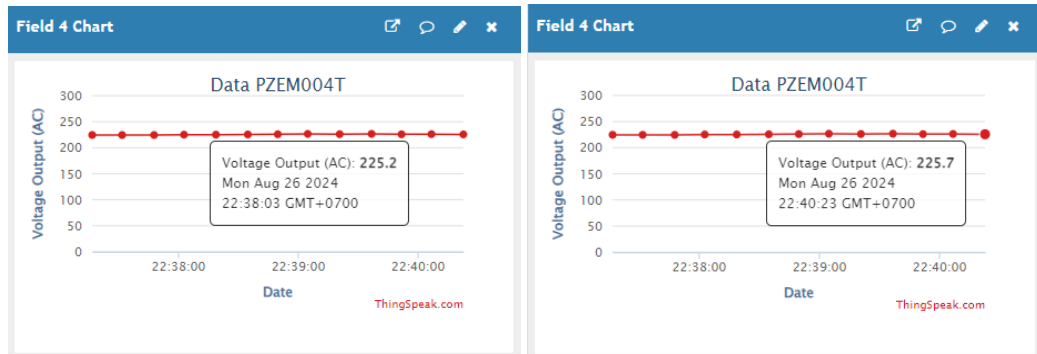 Field 4 Chart
Data PZEM004T
Voltage Output (AC)
300
250
200
150
100
50
0
Voltage Output (AC): 225.2
Mon Aug 26 2024
22:38:03 GMT+0700
22:38:00 22:39:00 22:40:00
Date
ThingSpeak.com
Field 4 Chart
Data PZEM004T
Voltage Output (AC)
300
250
200
150
100
50
0
Voltage Output (AC): 225.7
Mon Aug 26 2024
22:40:23 GMT+0700
22:38:00 22:39:00 22:40:00
Date
ThingSpeak.com